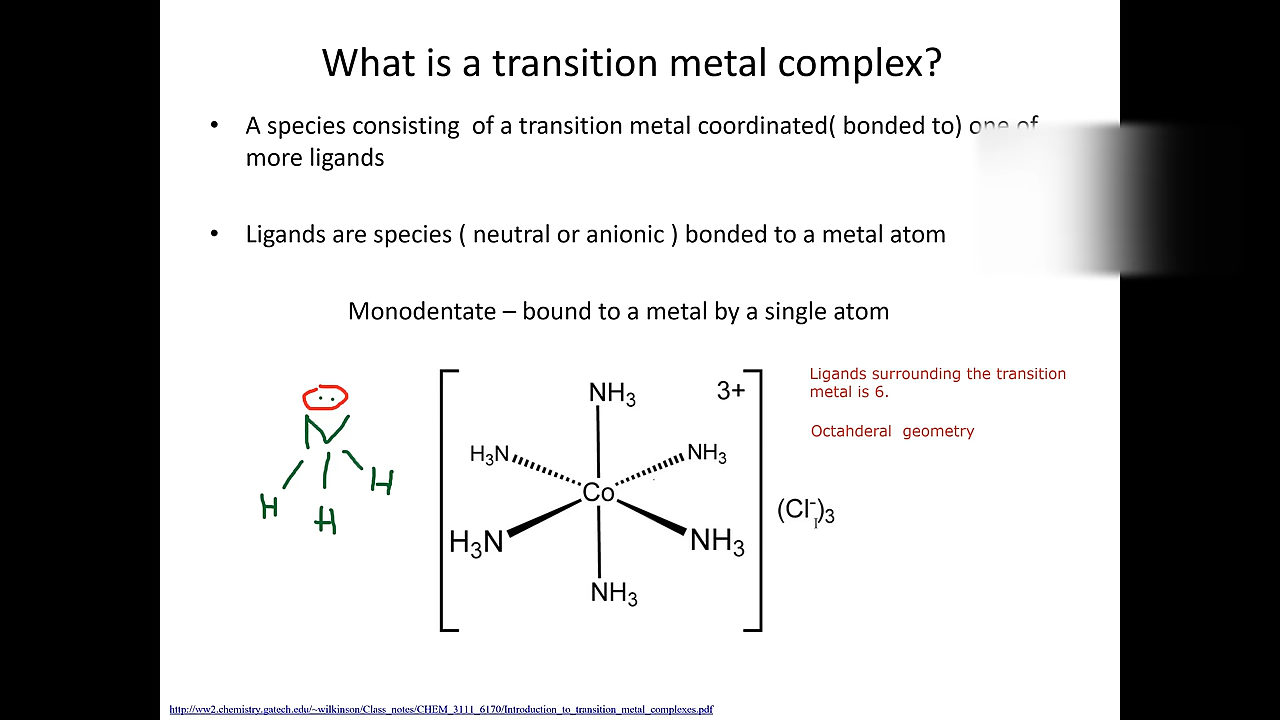 What is a transition metal complex?
• A species consisting of a transition metal coordinated( bonded to) one of
more ligands
• Ligands are species ( neutral or anionic ) bonded to a metal atom
Monodentate – bound to a metal by a single atom
Ligands surrounding the transition
metal is 6.
Octahderal geometry
N
H
H
H
NH3
3+
H3N
NH3
Co
(Cl-)3
H3N
NH3
NH3
http://ww2.chemistry.gatech.edu/~wilkinson/Class_notes/CHEM_3111_6170/Introduction_to_transition_metal_complexes.pdf